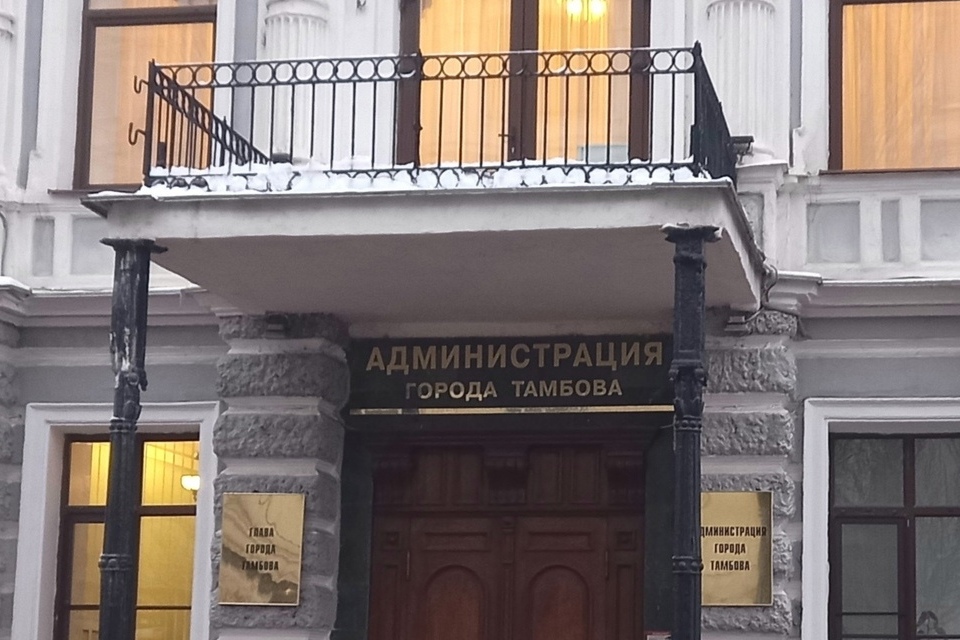 АДМИНИСТРАЦИЯ
ГОРОДА ТАМБОВА
ГЛАВА
ГОРОДА
ТАМБОВА
АДМИНИСТРАЦИЯ
ГОРОДА
ТАМБОВА